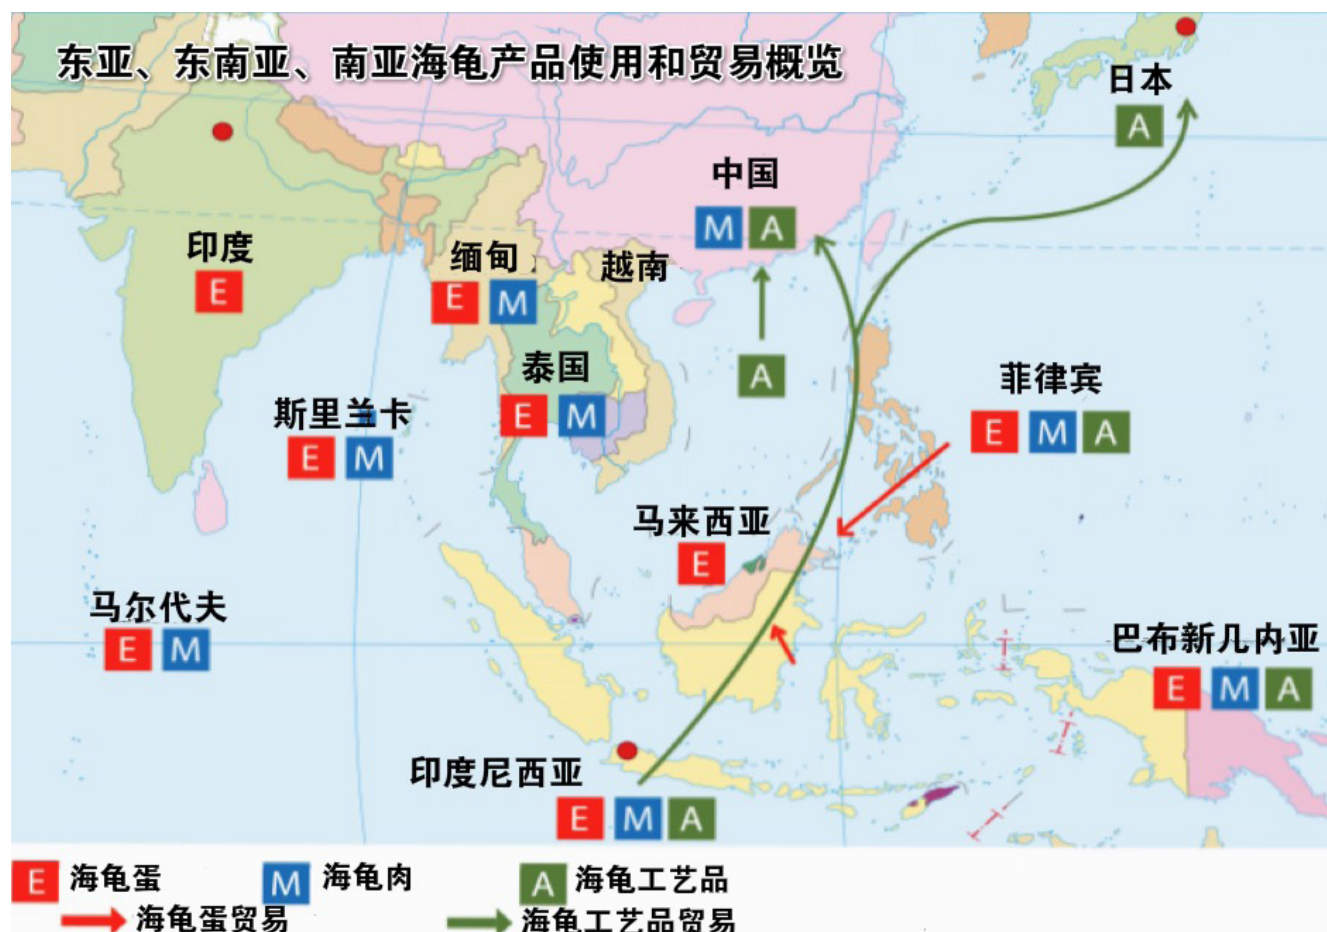 东亚、东南亚、南亚海龟产品使用和贸易概览
日本
A
中国
M A
印度
E
缅甸
E M
越南
A
泰国
E M
菲律宾
E M A
斯里兰卡
E M
马来西亚
E
马尔代夫
E M
巴布新几内亚
E M A
印度尼西亚
E M A
E 海龟蛋 M 海龟肉 A 海龟工艺品
海龟蛋贸易 海龟工艺品贸易